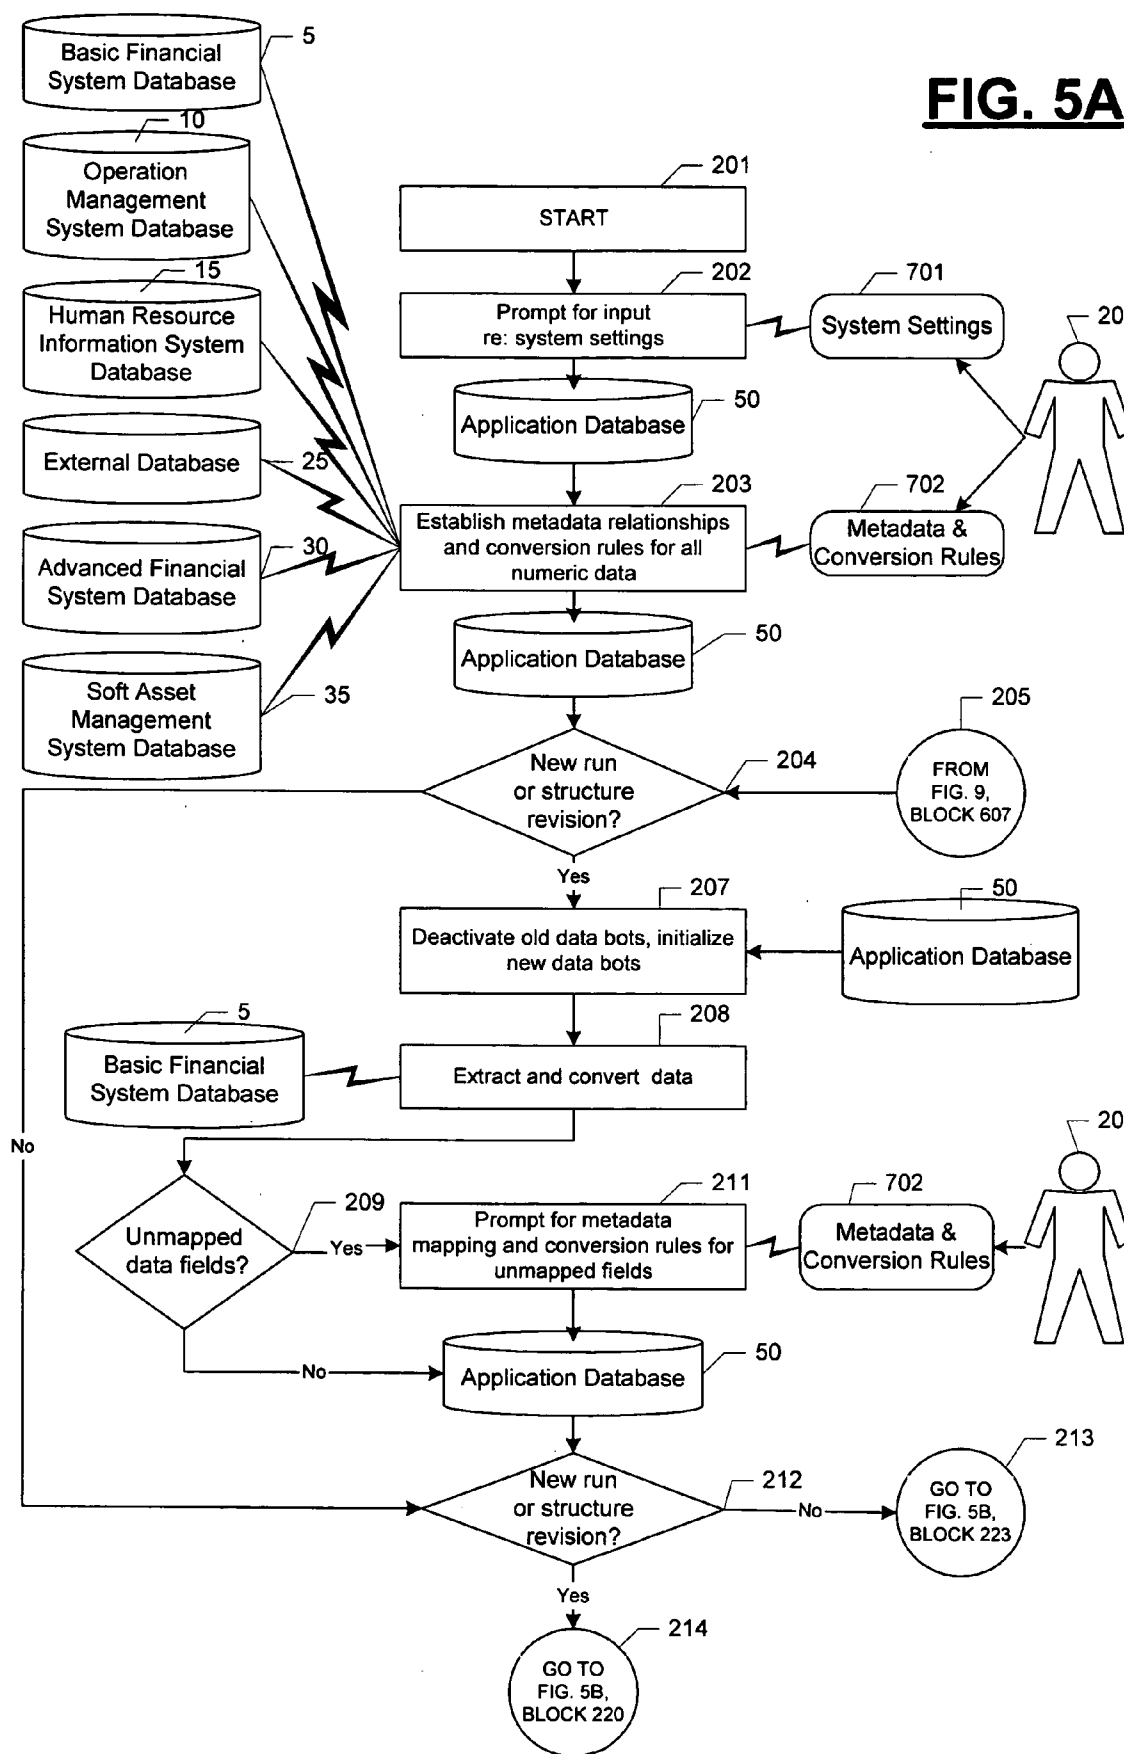 FIG. 5A
5
Basic Financial
System Database
10
Operation
Management
System Database
15
Human Resource
Information System
Database
External Database
25
30
Advanced Financial
System Database
35
Soft Asset
Management
System Database
201
START
202
Prompt for input
re: system settings
701
System Settings
20
50
Application Database
203
Establish metadata relationships
and conversion rules for all
numeric data
702
Metadata &
Conversion Rules
50
Application Database
204
New run
or structure
revision?
205
FROM
FIG. 9,
BLOCK 607
Yes
207
Deactivate old data bots, initialize
new data bots
50
Application Database
208
Extract and convert data
5
Basic Financial
System Database
No
209
Unmapped
data fields?
Yes
211
Prompt for metadata
mapping and conversion rules for
unmapped fields
702
Metadata &
Conversion Rules
20
No
50
Application Database
212
New run
or structure
revision?
No
213
GO TO
FIG. 5B,
BLOCK 223
Yes
214
GO TO
FIG. 5B,
BLOCK 220